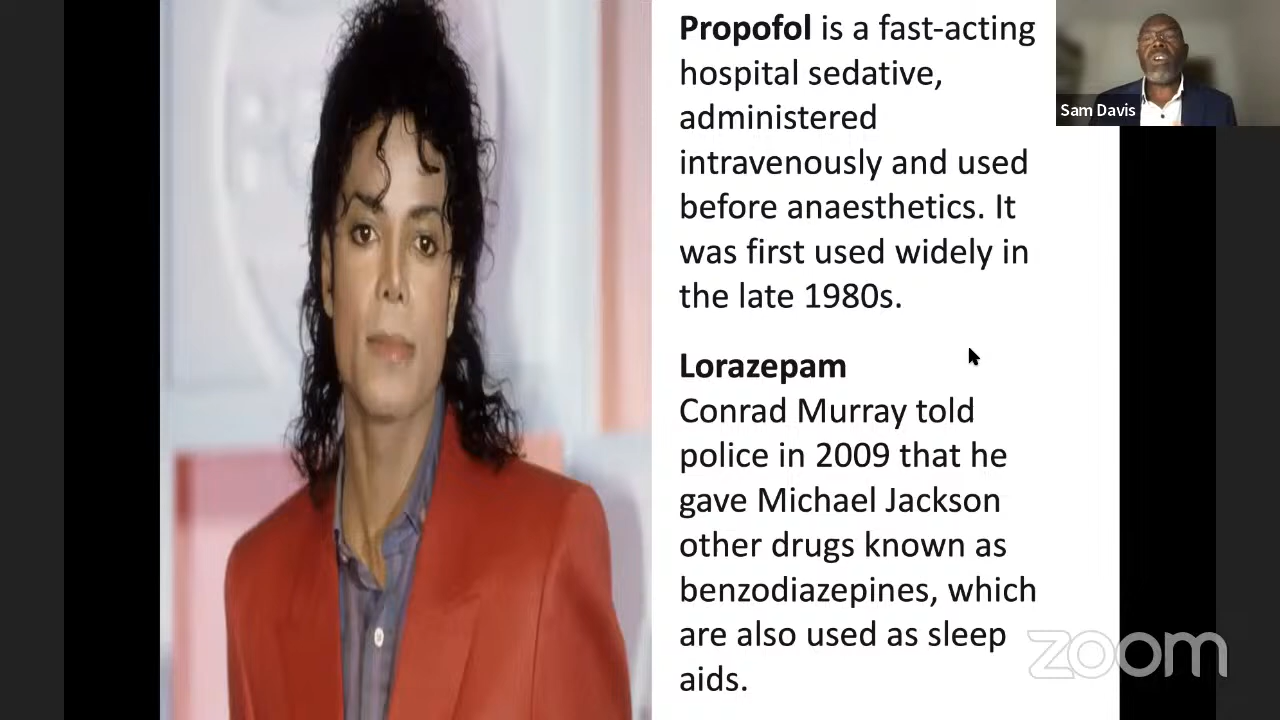 Propofol is a fast-acting
hospital sedative,
administered
intravenously and used
before anaesthetics. It
was first used widely in
the late 1980s.
Lorazepam
Conrad Murray told
police in 2009 that he
gave Michael Jackson
other drugs known as
benzodiazepines, which
are also used as sleep
aids.
Sam Davis
zoom